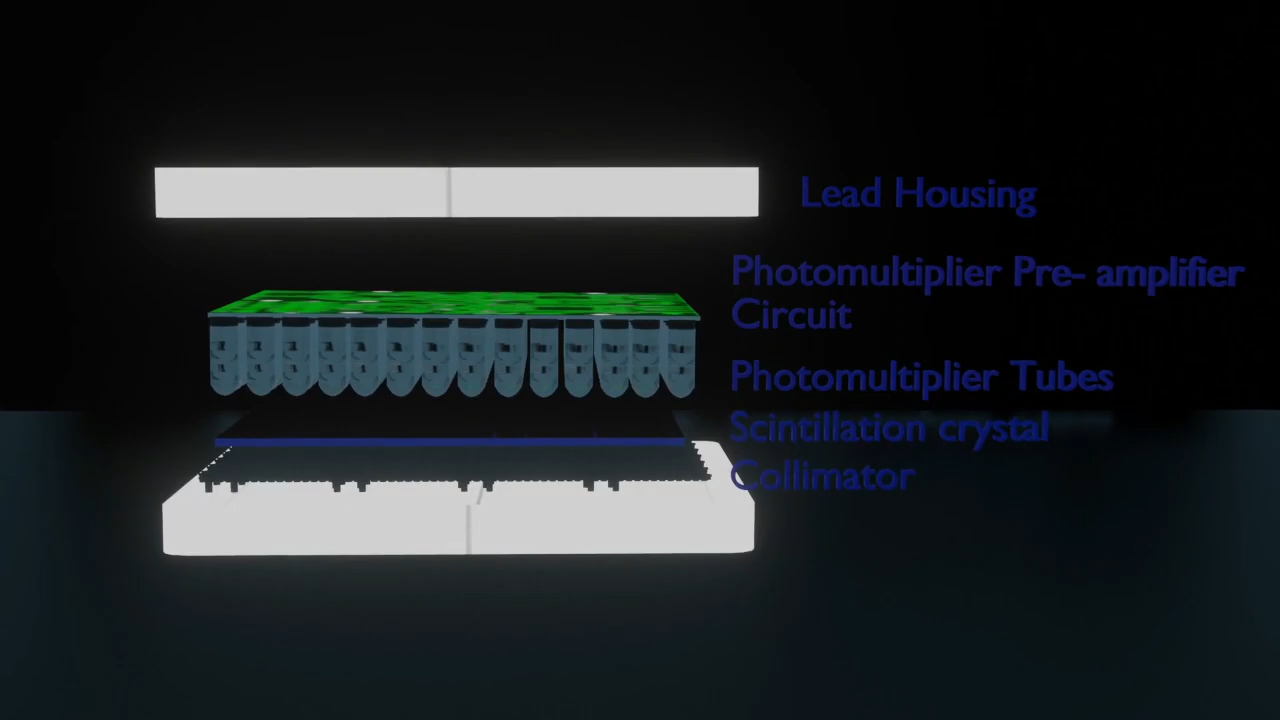 Lead Housing
Photomultiplier Pre- amplifier
Circuit
Photomultiplier Tubes
Scintillation crystal
Collimator